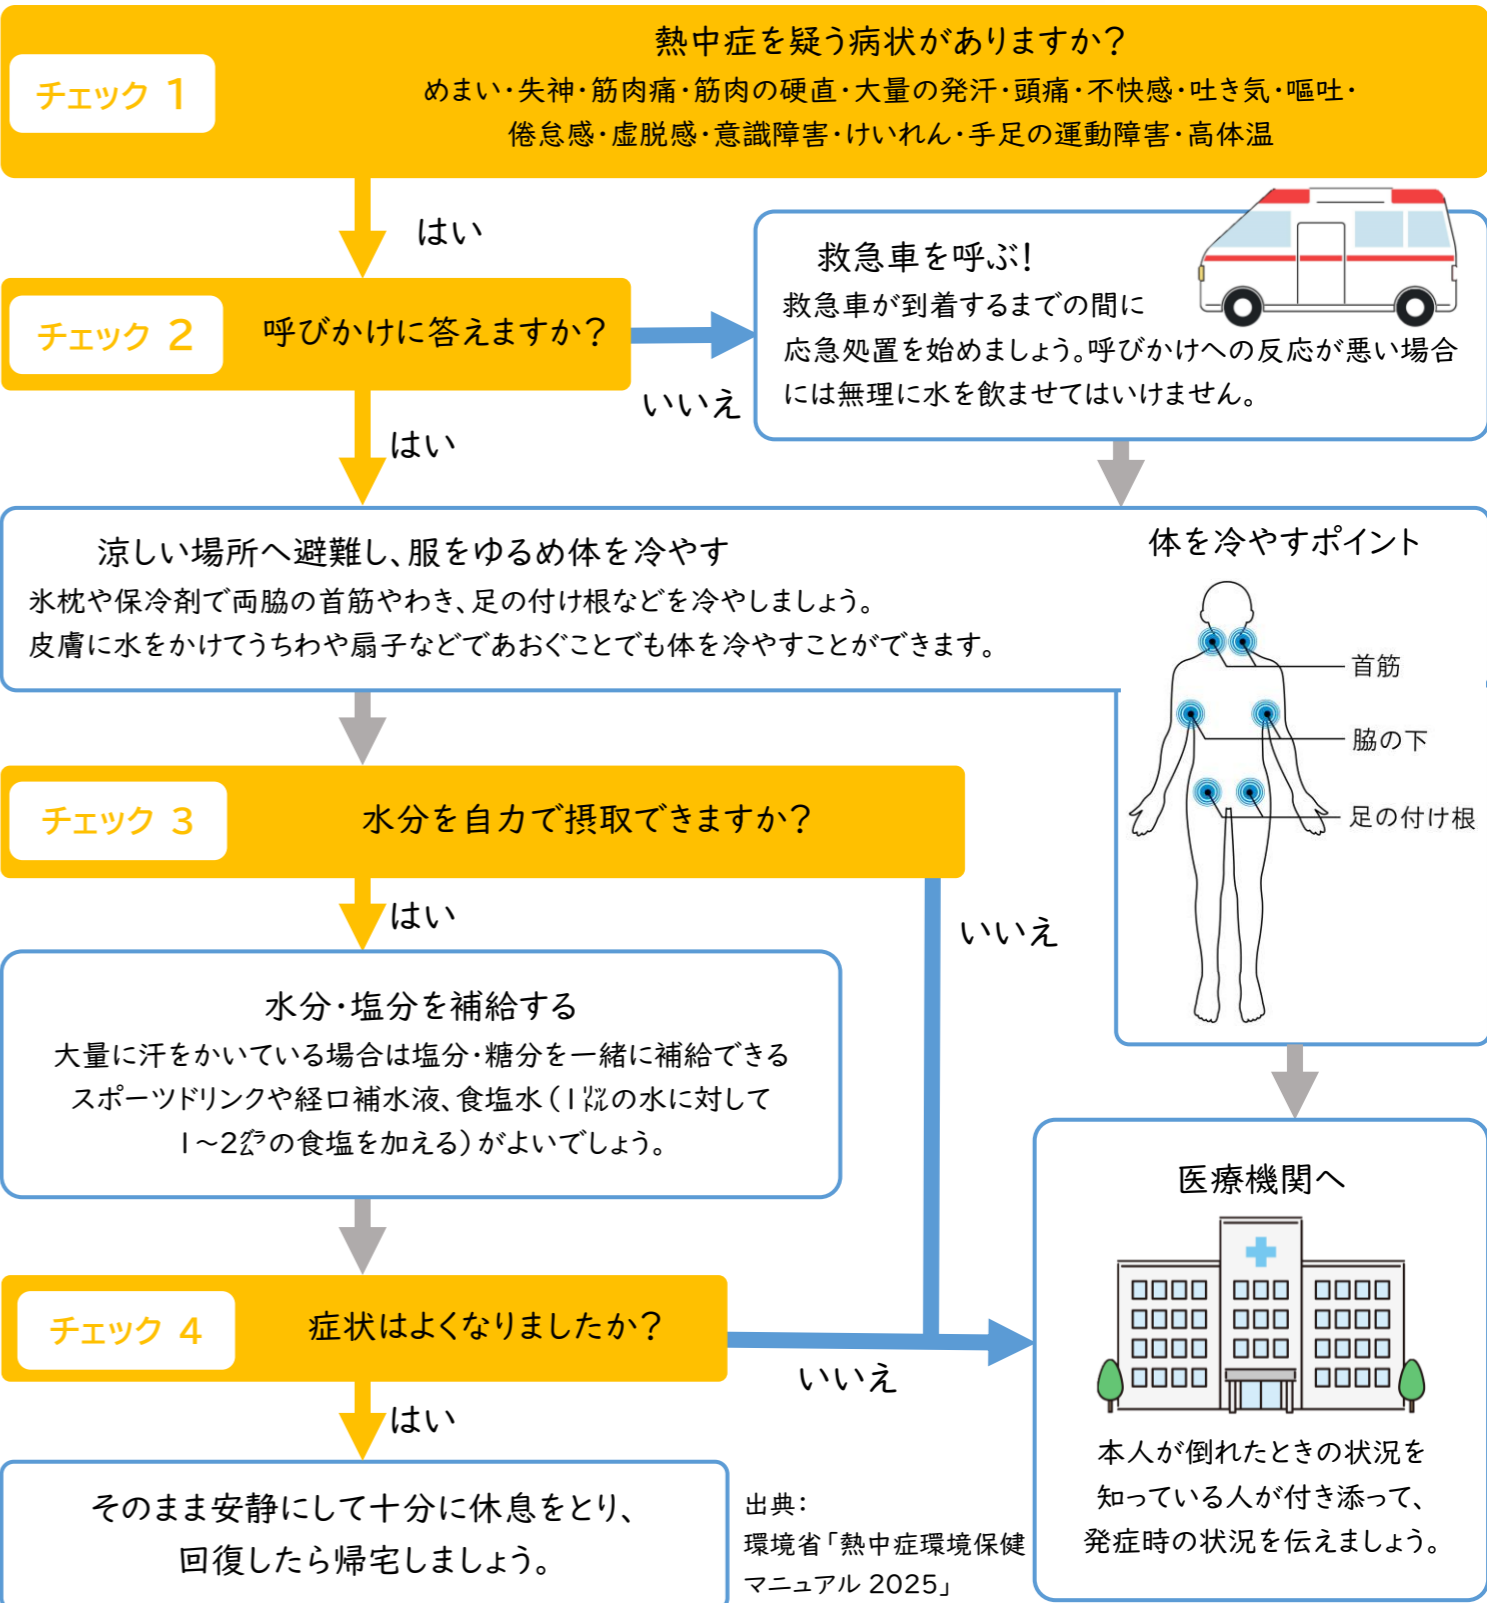 熱中症を疑う病状がありますか？
チェック 1
めまい・失神・筋肉痛・筋肉の硬直・大量の発汗・頭痛・不快感・吐き気・嘔吐・
倦怠感・虚脱感・意識障害・けいれん・手足の運動障害・高体温
はい
救急車を呼ぶ！
救急車が到着するまでの間に
応急処置を始めましょう。呼びかけへの反応が悪い場合
には無理に水を飲ませてはいけません。
チェック 2
呼びかけに答えますか？
いいえ
はい
涼しい場所へ避難し、服をゆるめ体を冷やす
氷枕や保冷剤で両脇の首筋やわき、足の付け根などを冷やしましょう。
皮膚に水をかけてうちわや扇子などであおぐことでも体を冷やすことができます。
体を冷やすポイント
首筋
脇の下
足の付け根
チェック 3
水分を自力で摂取できますか？
はい
いいえ
水分・塩分を補給する
大量に汗をかいている場合は塩分・糖分を一緒に補給できる
スポーツドリンクや経口補水液、食塩水（1㍑の水に対して
1～2㌘の食塩を加える）がよいでしょう。
チェック 4
症状はよくなりましたか？
いいえ
はい
そのまま安静にして十分に休息をとり、
回復したら帰宅しましょう。
医療機関へ
本人が倒れたときの状況を
知っている人が付き添って、
発症時の状況を伝えましょう。
出典：
環境省「熱中症環境保健
マニュアル 2025」